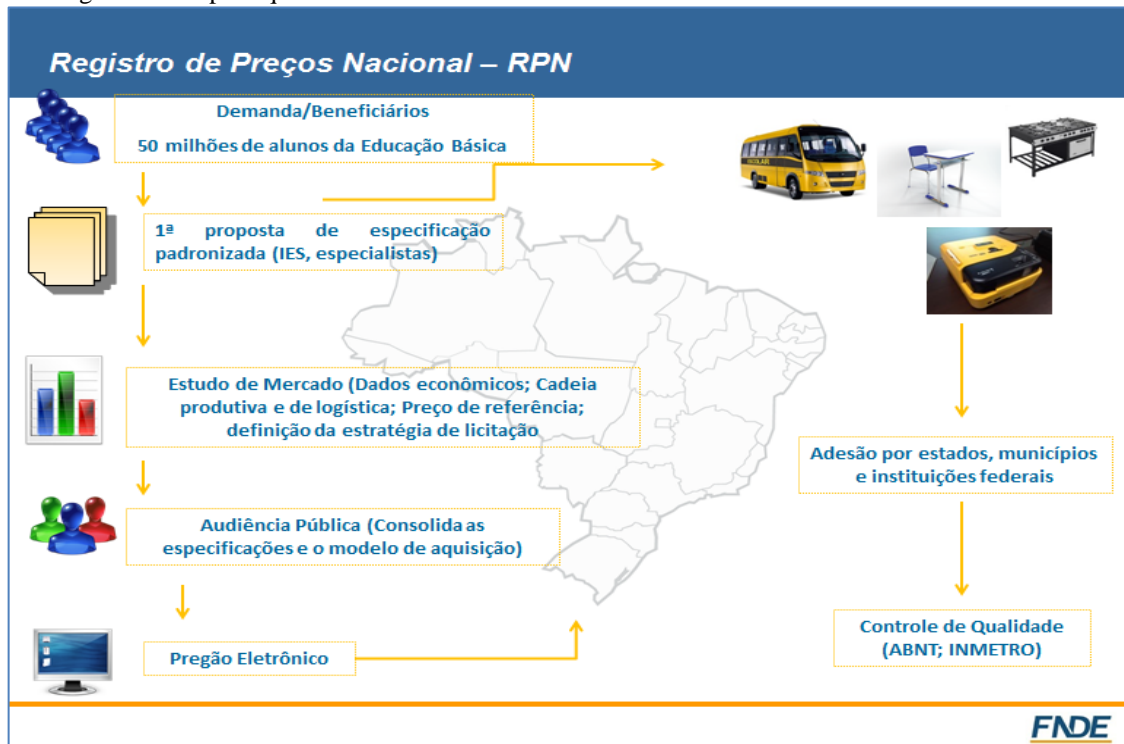 Registro de Preços Nacional – RPN
Demanda/Beneficiários
50 milhões de alunos da Educação Básica
1ª proposta de especificação
padronizada (IES, especialistas)
Estudo de Mercado (Dados econômicos; Cadeia
produtiva e de logística; Preço de referência;
definição da estratégia de licitação
Audiência Pública (Consolida as
especificações e o modelo de aquisição)
Pregão Eletrônico
ESCOLAR
Adesão por estados, municípios
e instituições federais
Controle de Qualidade
(ABNT; INMETRO)
FNDE